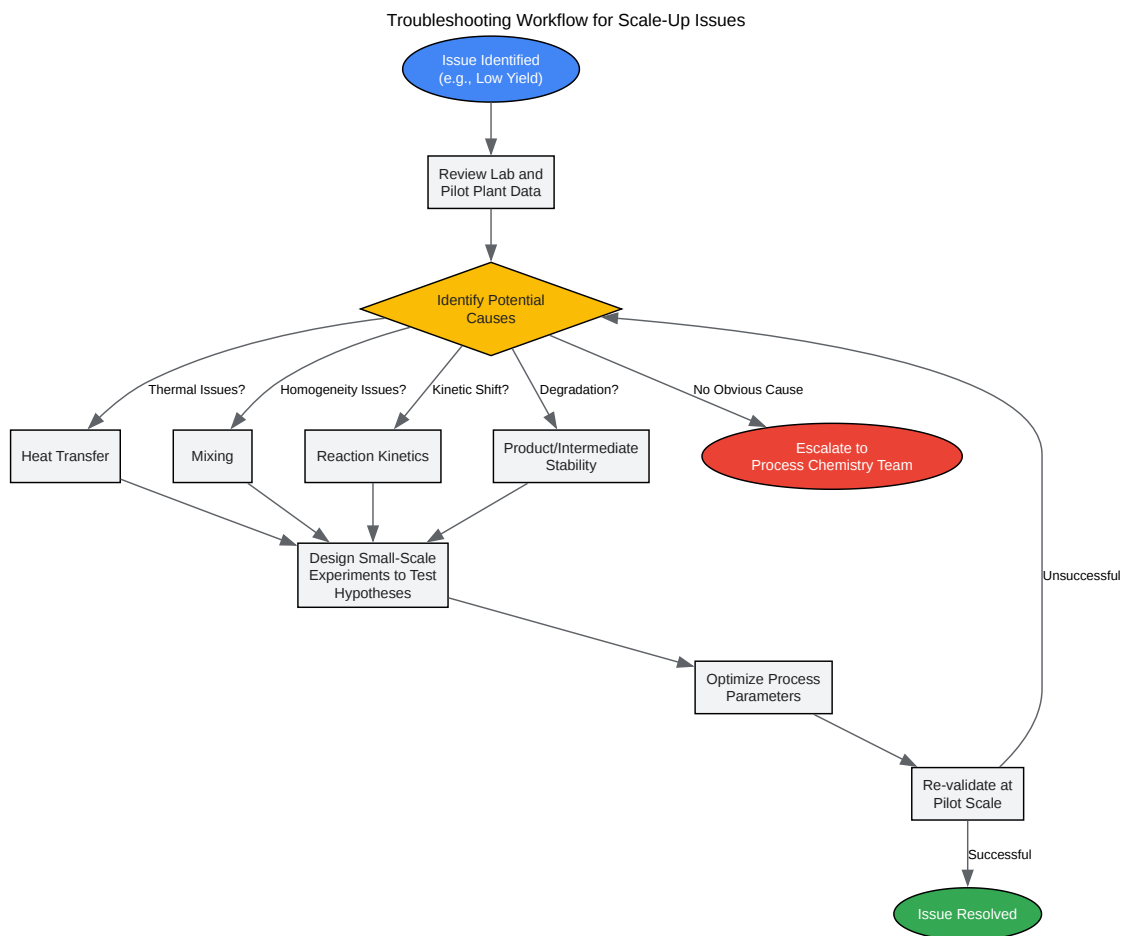 Troubleshooting Workflow for Scale-Up Issues
Issue Identified
(e.g., Low Yield)
Review Lab and
Pilot Plant Data
Identify Potential
Causes
Thermal Issues?
Homogeneity Issues?
Kinetic Shift?
Degradation?
No Obvious Cause
Heat Transfer
Mixing
Reaction Kinetics
Product/Intermediate
Stability
Escalate to
Process Chemistry Team
Design Small-Scale
Experiments to Test
Hypotheses
Unsuccessful
Optimize Process
Parameters
Re-validate at
Pilot Scale
Successful
Issue Resolved